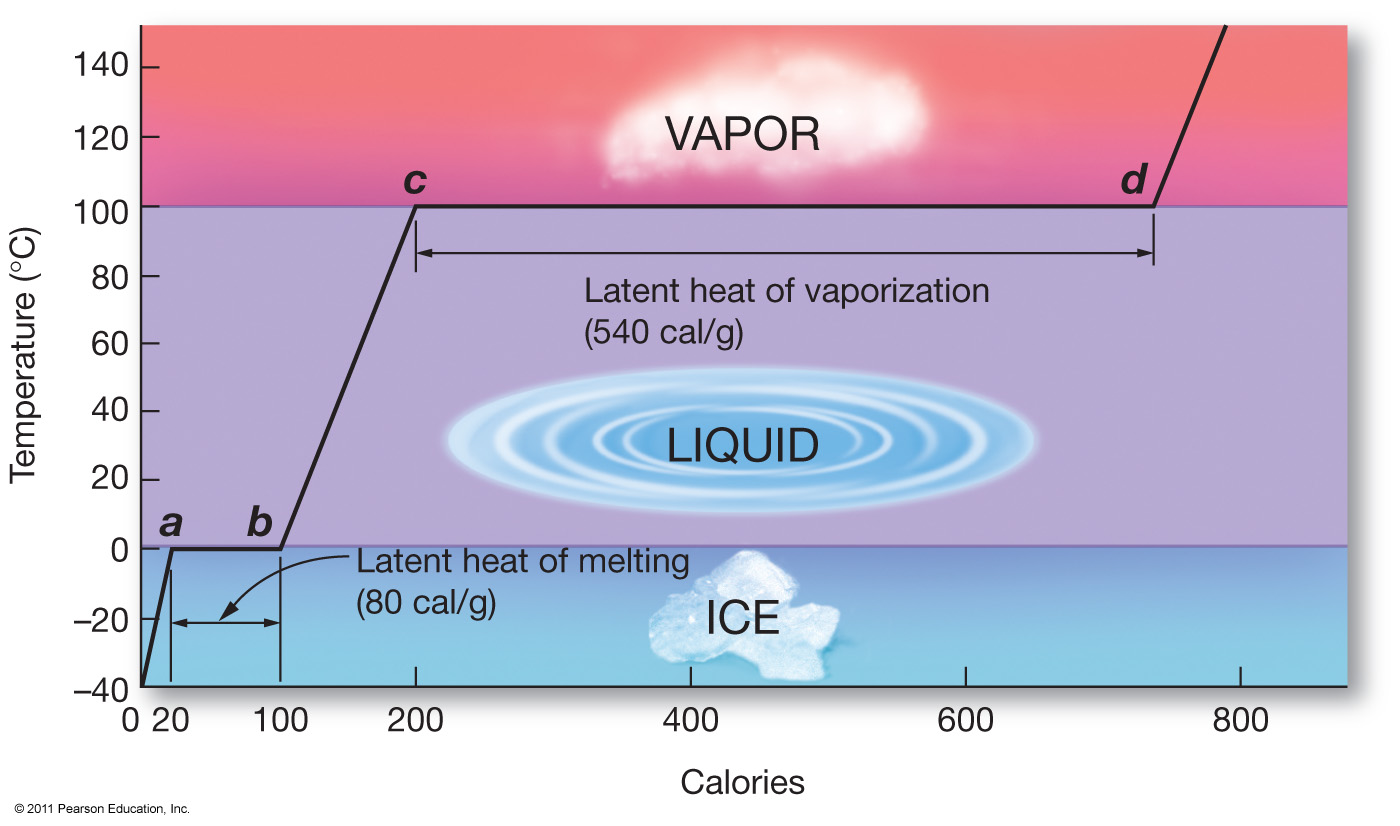 Temperature (°C)
140
120
100
80
60
40
20
0
–20
–40
VAPOR
c
d
Latent heat of vaporization
(540 cal/g)
LIQUID
a
b
Latent heat of melting
(80 cal/g)
ICE
0 20 100 200 400 600 800
Calories
© 2011 Pearson Education, Inc.